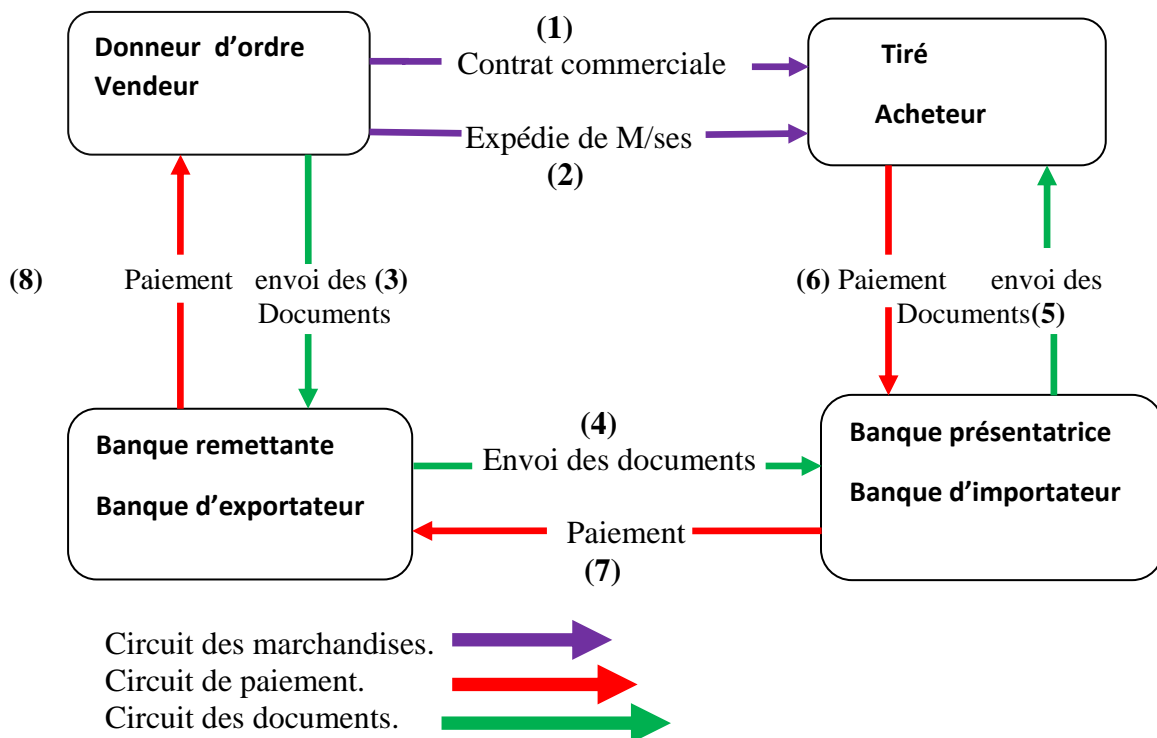 (1)
Donneur d'ordre
Vendeur
Contrat commerciale
Tiré
Acheteur
Expédie de M/ses
(2)
(8) Paiement envoi des (3)
Documents
(6) Paiement envoi des
Documents(5)
Banque remettante
Banque d'exportateur
(4)
Envoi des documents
Paiement
(7)
Banque présentatrice
Banque d'importateur
Circuit des marchandises.
Circuit de paiement.
Circuit des documents.